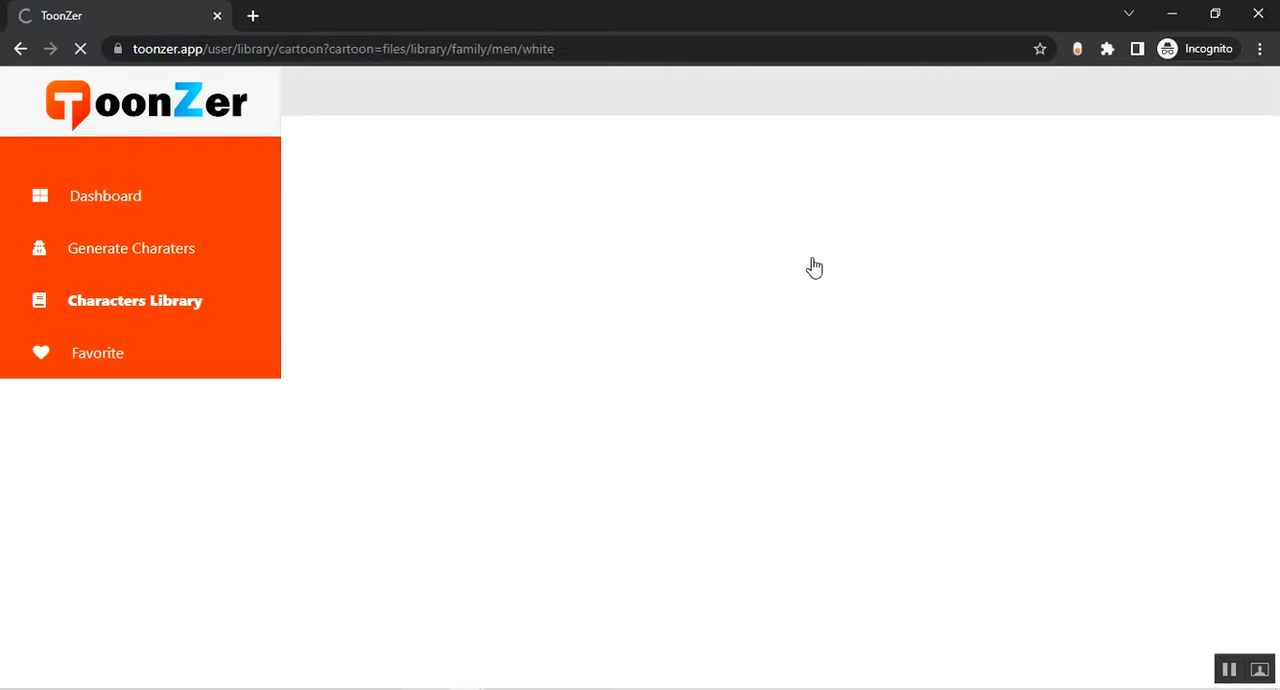 ToonZer
toonzer.app/user/library/cartoon?cartoon=files/library/family/men/white
Incognito
ToonZer
Dashboard
Generate Charaters
Characters Library
Favorite